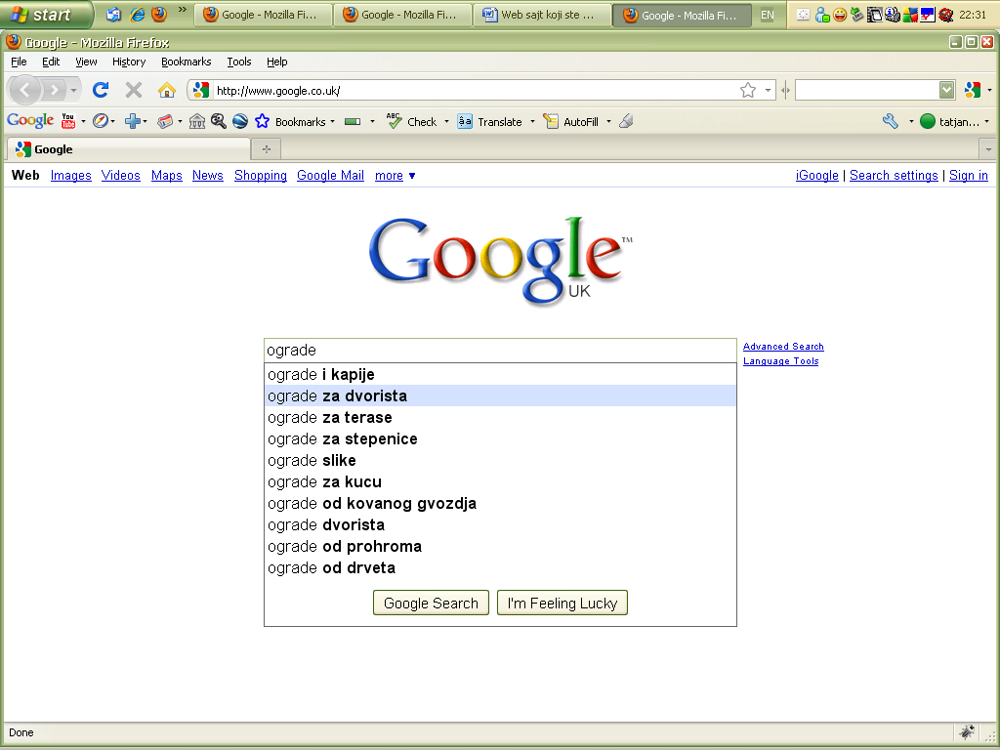 start » Google - Mozilla Fi... Google - Mozilla Fi... Web sajt koji ste ... Google - Mozilla Fi... EN 22:31
Google - Mozilla Firefox
File Edit View History Bookmarks Tools Help
http://www.google.co.uk/
Google You Tube Bookmarks ABC Check Translate AutoFill tatjan...
Google
Web Images Videos Maps News Shopping Google Mail more ▼ iGoogle | Search settings | Sign in
Google™
UK
ograde
Advanced Search
Language Tools
ograde i kapije
ograde za dvorista
ograde za terase
ograde za stepenice
ograde slike
ograde za kucu
ograde od kovanog gvozdja
ograde dvorista
ograde od prohroma
ograde od drveta
Google Search I'm Feeling Lucky
Done